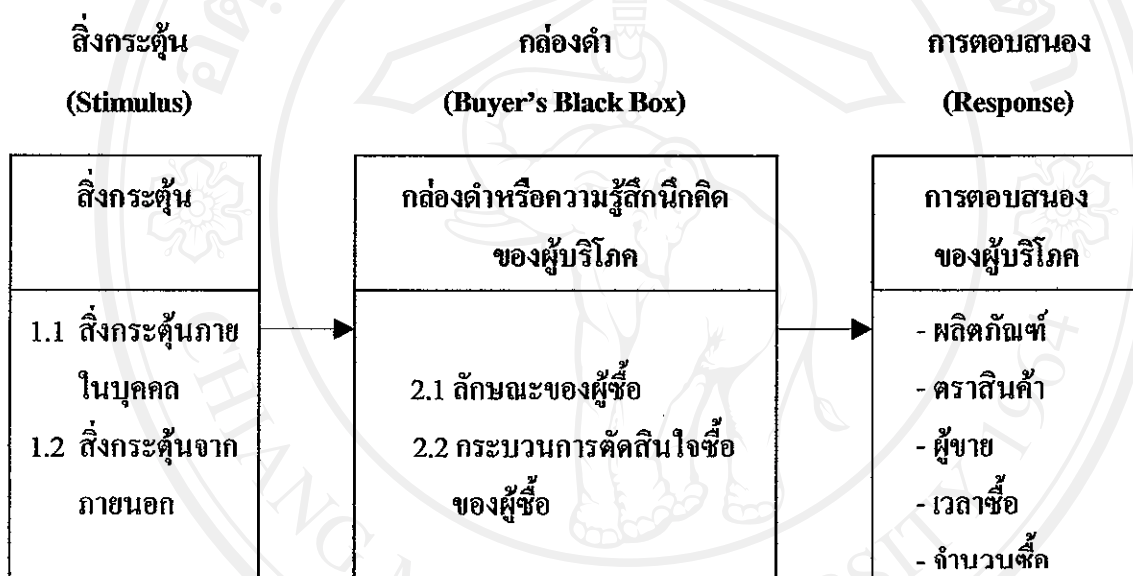 สิ่งกระตุ้น
(Stimulus)
สิ่งกระตุ้น
1.1 สิ่งกระตุ้นภาย
ในบุคคล
1.2 สิ่งกระตุ้นจาก
ภายนอก
กล่องดำ
(Buyer's Black Box)
กล่องดำหรือความรู้สึกนึกคิด
ของผู้บริโภค
2.1 ลักษณะของผู้ซื้อ
2.2 กระบวนการตัดสินใจซื้อ
ของผู้ซื้อ
การตอบสนอง
(Response)
การตอบสนอง
ของผู้บริโภค
- ผลิตภัณฑ์
- ตราสินค้า
- ผู้ขาย
- เวลาซื้อ
- จำนวนซื้อ